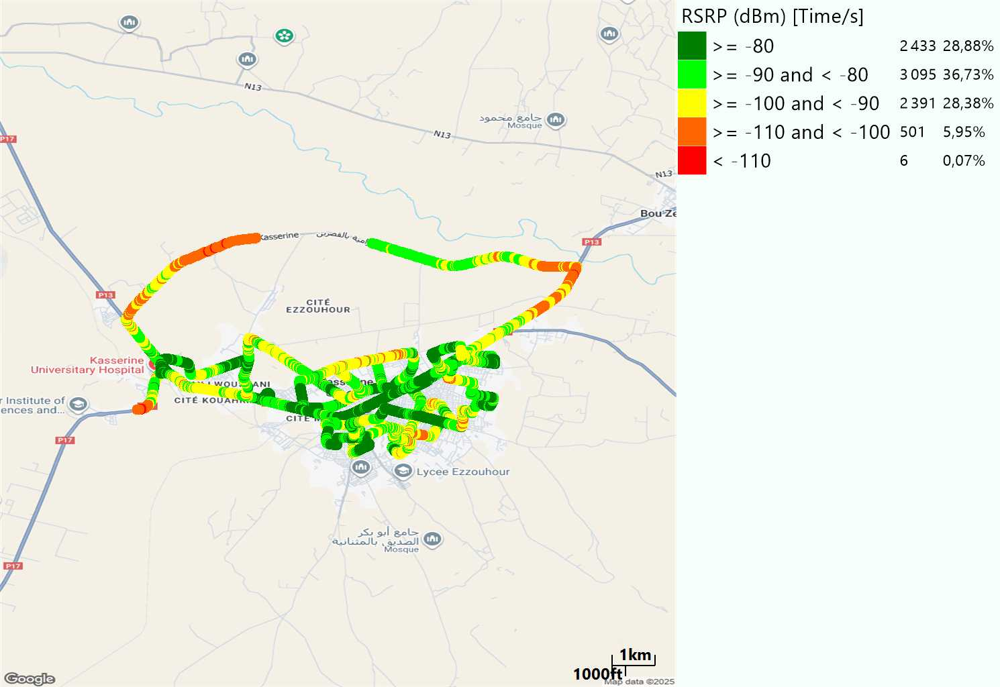 RSRP (dBm) [Time/s]
>= -80 2 433 28,88%
>= -90 and < -80 3 095 36,73%
>= -100 and < -90 2 391 28,38%
>= -110 and < -100 501 5,95%
< -110 6 0,07%
N13
جامع محمود
Mosque
N13
P17
N13
Bou Ze
Kasserine
P13
P13
CITÉ
EZZOUHOUR
Kasserine
Universitary Hospital
r Institute of
ences and...
CITÉ
P17
Lycee Ezzouhour
جامع أبو بكر
الصديق بالمثنانية
Mosque
P17
1km
1000ft
Google
Map data ©2025